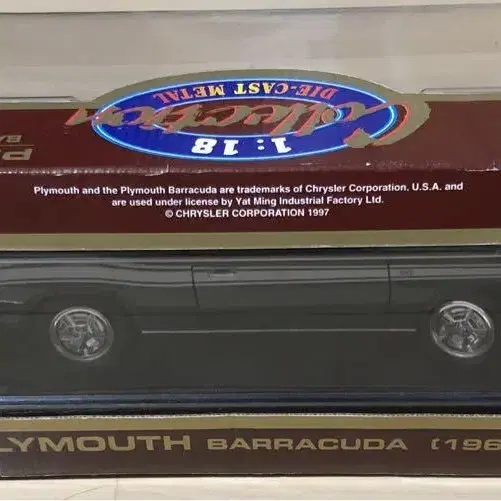 DIE-CAST METAL
Collection
1:18
Plymouth and the Plymouth Barracuda are trademarks of Chrysler Corporation. U.S.A. and
are used under license by Yat Ming Industrial Factory Ltd.
© CHRYSLER CORPORATION 1997
LYMOUTH BARRACUDA (196